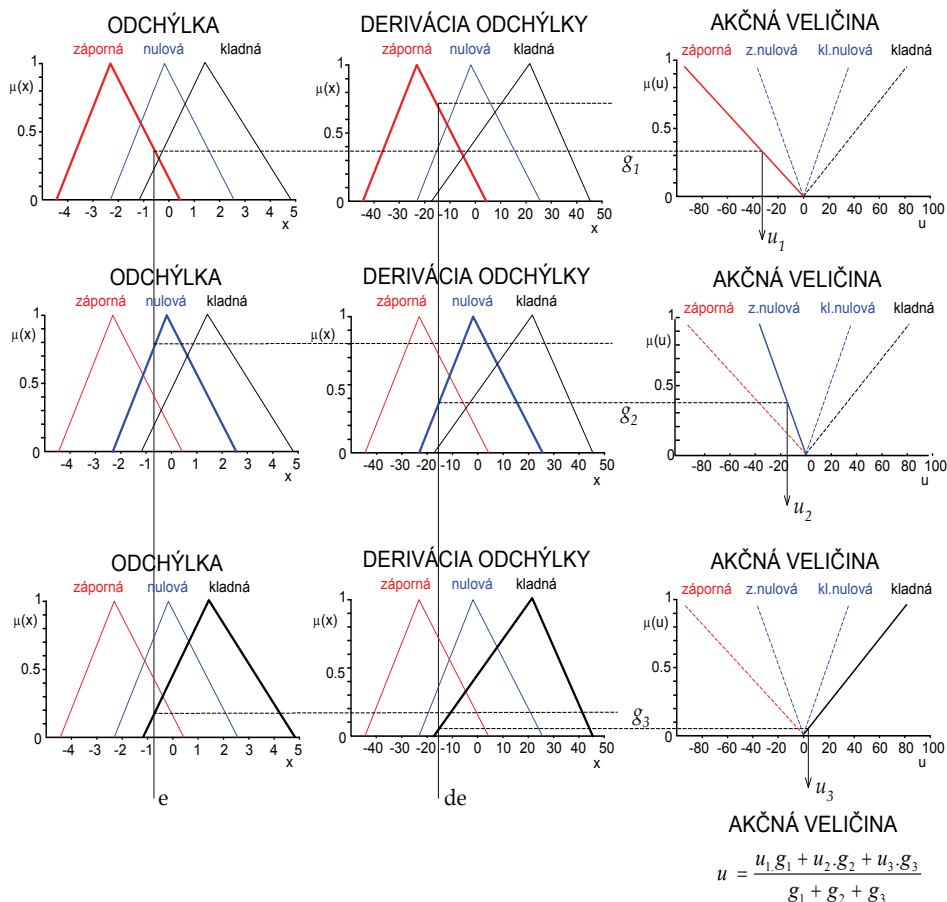 ODCHÝLKA
DERIVÁCIA ODCHÝLKY
AKČNÁ VELIČINA
záporná nulová kladná
záporná nulová kladná
záporná z.nulová kl.nulová kladná
1
μ(x)
0.5
0
-4 -3 -2 -1 0 1 2 3 4 5
x
1
μ(x)
0.5
0
-40 -30 -20 -10 0 10 20 30 40 50
x
1
μ(u)
0.5
0
-80 -60 -40 -20 0 20 40 60 80 100
u
g1
u1
ODCHÝLKA
DERIVÁCIA ODCHÝLKY
AKČNÁ VELIČINA
záporná nulová kladná
záporná nulová kladná
záporná z.nulová kl.nulová kladná
1
μ(x)
0.5
0
-4 -3 -2 -1 0 1 2 3 4 5
x
1
μ(x)
0.5
0
-40 -30 -20 -10 0 10 20 30 40 50
x
1
μ(u)
0.5
0
-80 -60 -40 -20 0 20 40 60 80 100
u
g2
u2
ODCHÝLKA
DERIVÁCIA ODCHÝLKY
AKČNÁ VELIČINA
záporná nulová kladná
záporná nulová kladná
záporná z.nulová kl.nulová kladná
1
μ(x)
0.5
0
-4 -3 -2 -1 0 1 2 3 4 5
x
1
μ(x)
0.5
0
-40 -30 -20 -10 0 10 20 30 40 50
x
1
μ(u)
0.5
0
-80 -60 -40 -20 0 20 40 60 80 100
u
g3
u3
e
de
AKČNÁ VELIČINA
u = (u1.g1 + u2.g2 + u3.g3) / (g1 + g2 + g3)